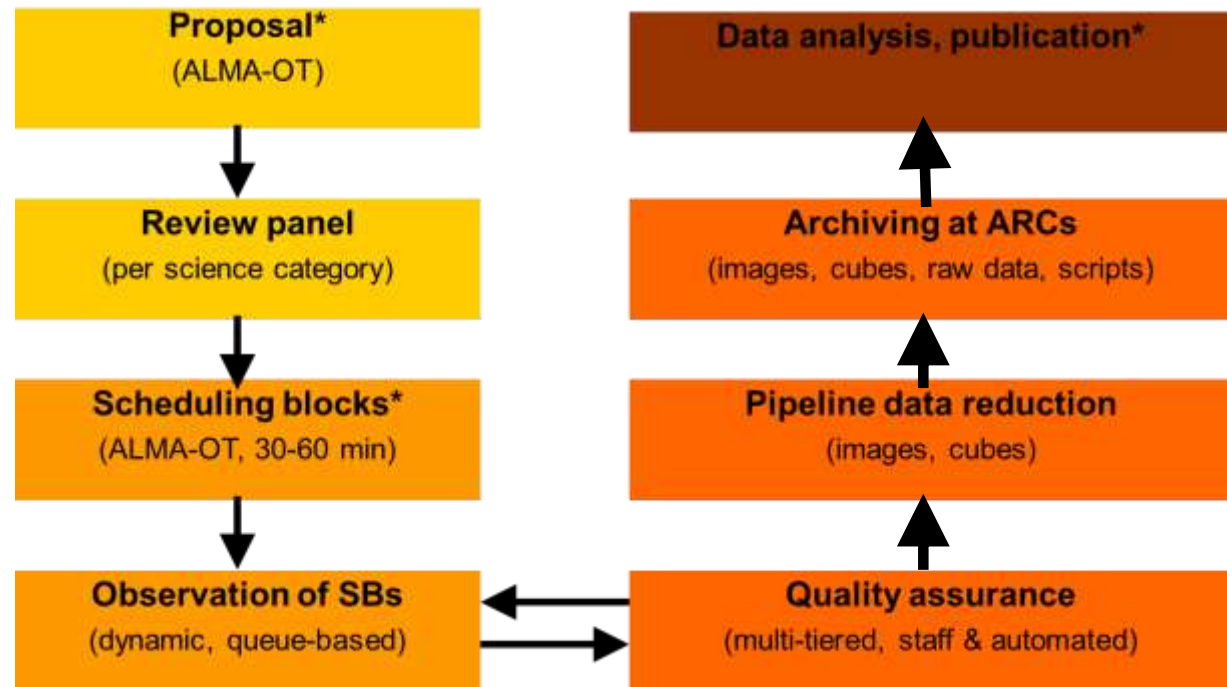 Proposal*
(ALMA-OT)
Review panel
(per science category)
Scheduling blocks*
(ALMA-OT, 30-60 min)
Observation of SBs
(dynamic, queue-based)
Data analysis, publication*
Archiving at ARCs
(images, cubes, raw data, scripts)
Pipeline data reduction
(images, cubes)
Quality assurance
(multi-tiered, staff & automated)